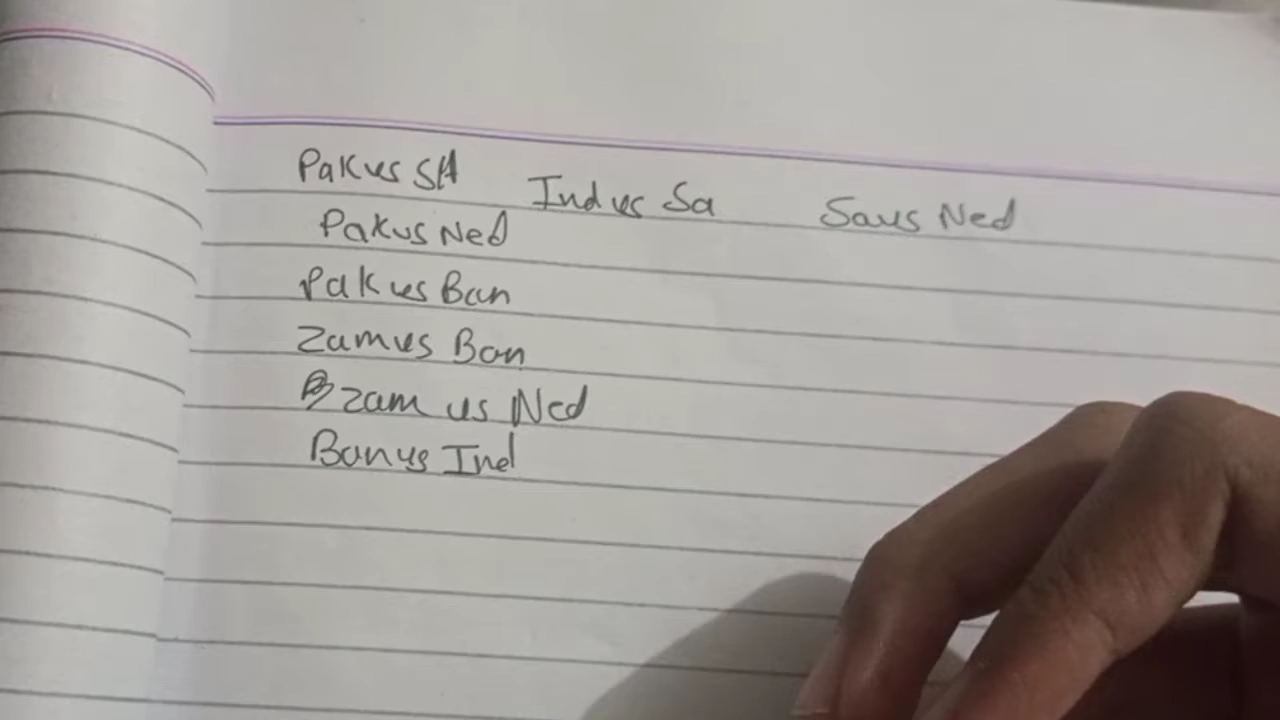 Pak vs SA Ind vs Sa Sa vs Ned
Pak vs Ned
Pak vs Ban
Zam vs Ban
Zam vs Ned
Ban vs Ind